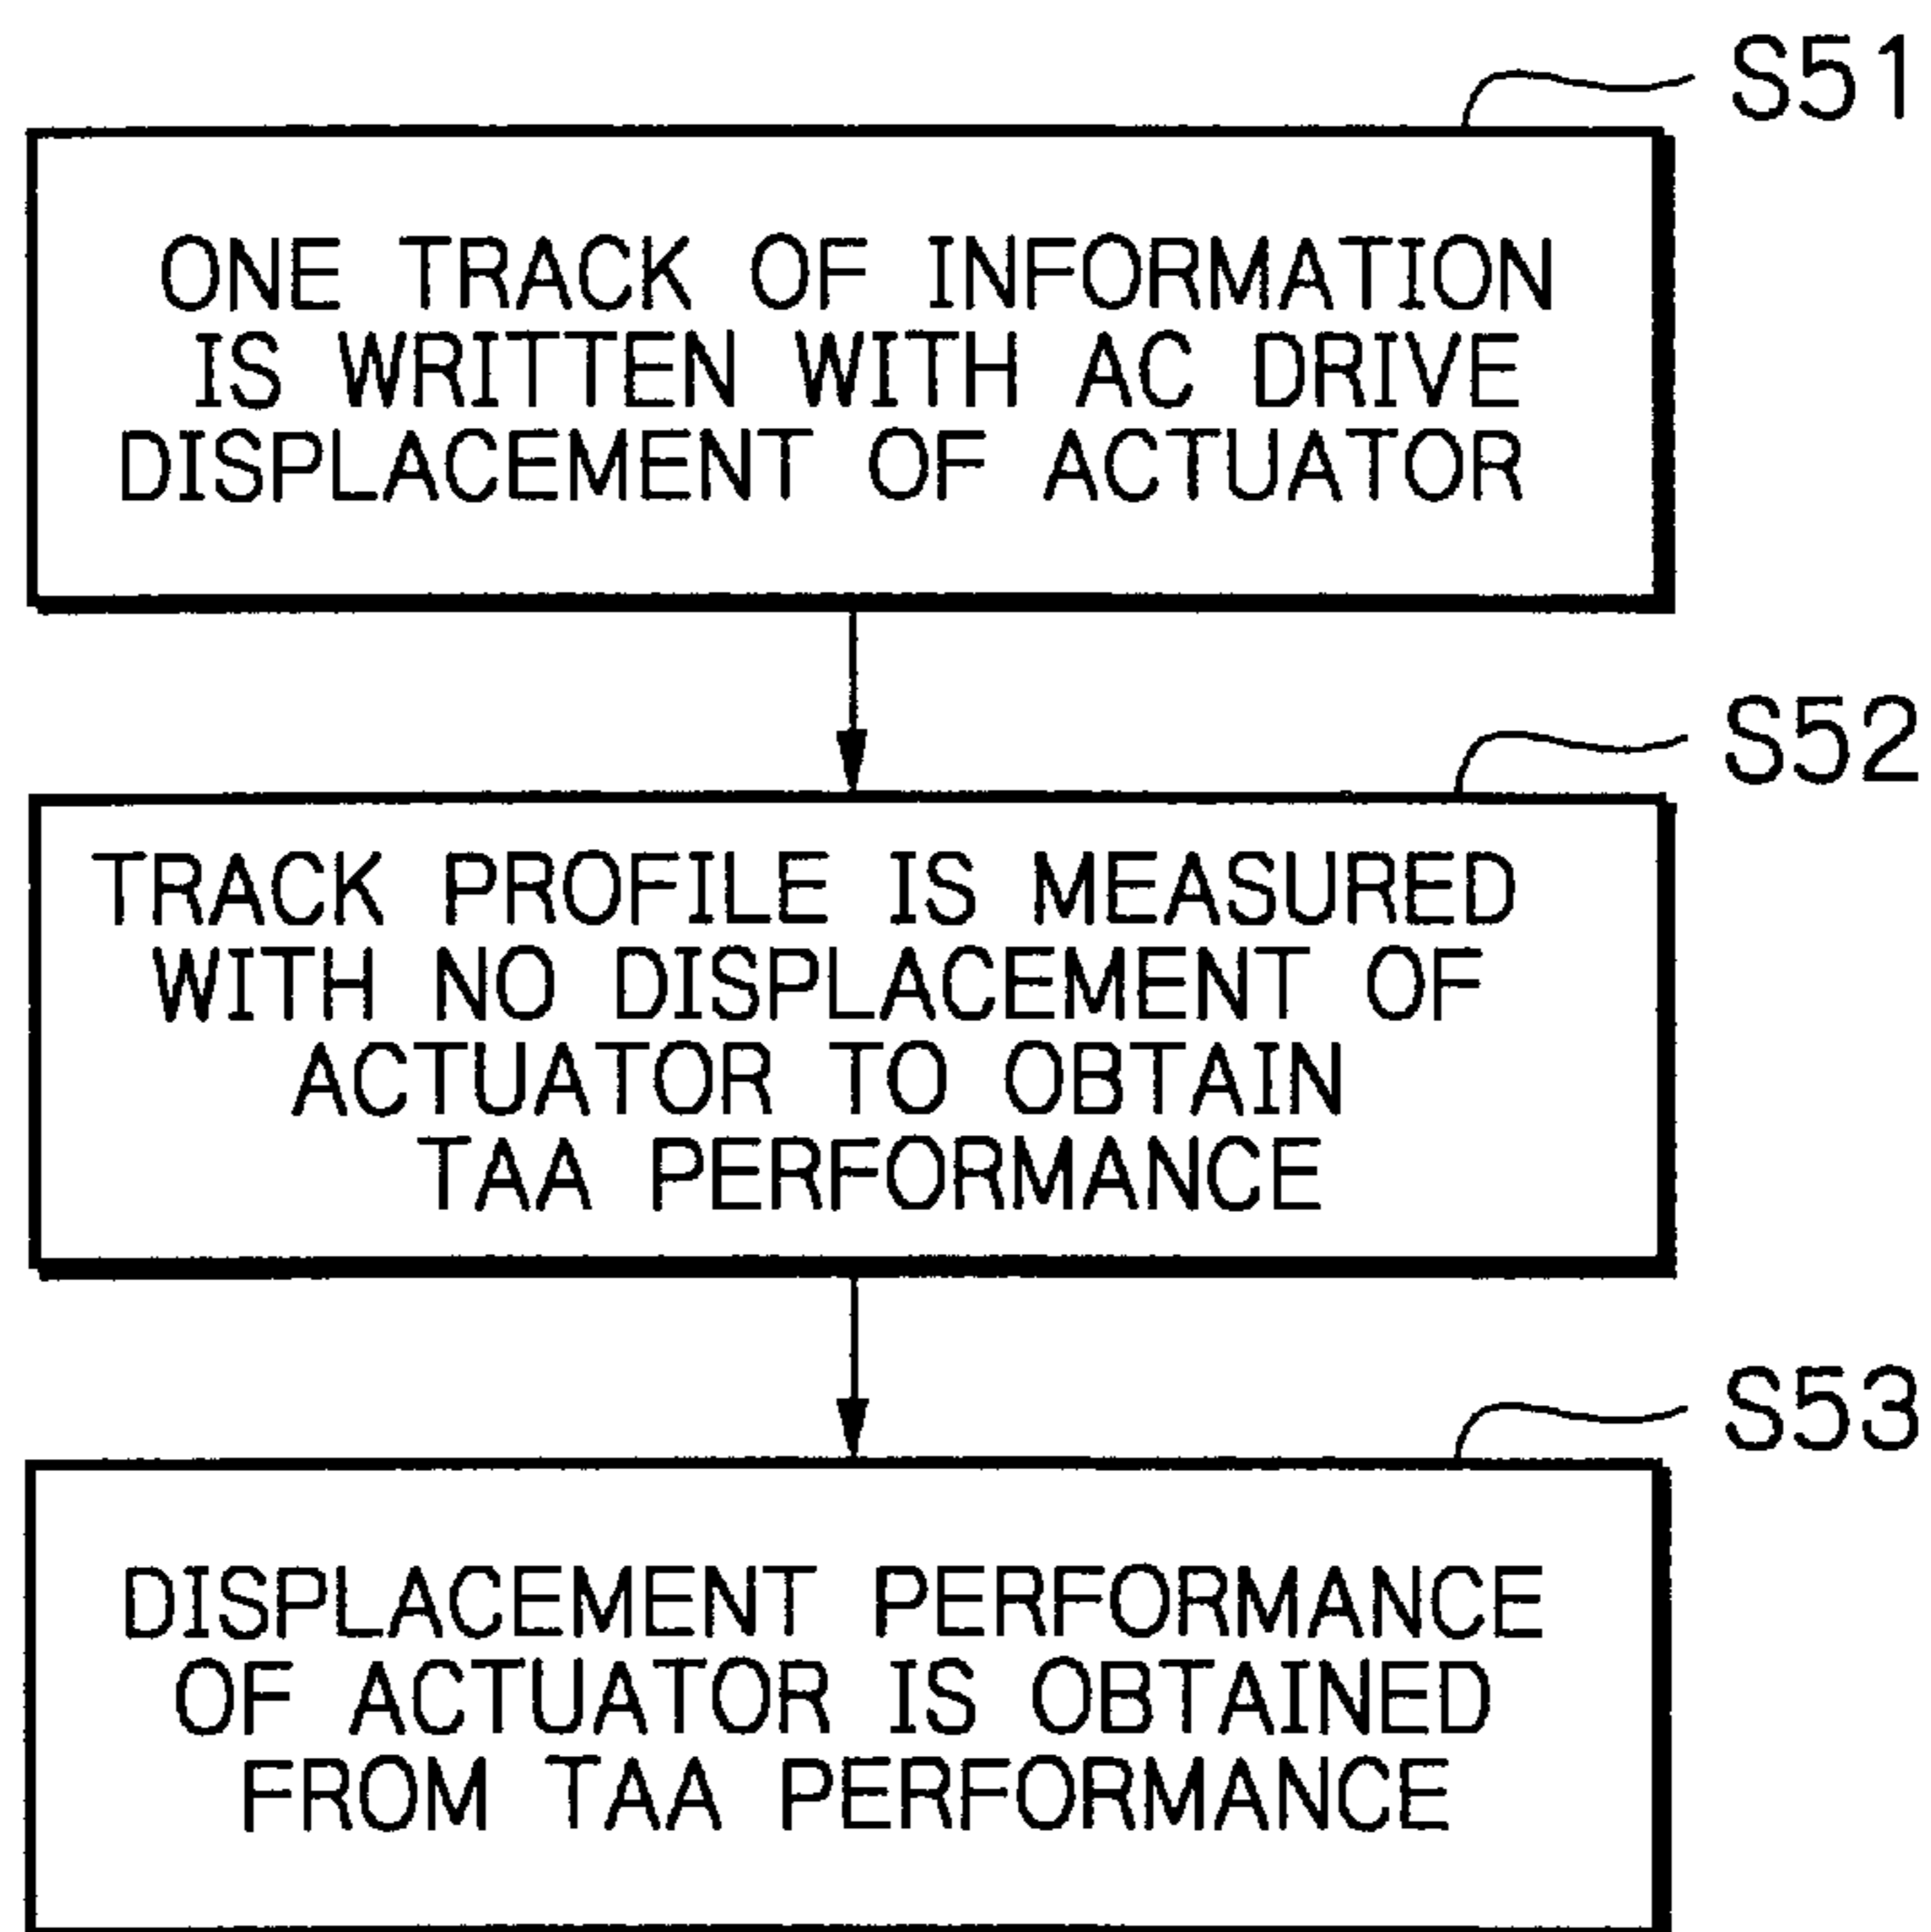 S51
ONE TRACK OF INFORMATION
IS WRITTEN WITH AC DRIVE
DISPLACEMENT OF ACTUATOR
S52
TRACK PROFILE IS MEASURED
WITH NO DISPLACEMENT OF
ACTUATOR TO OBTAIN
TAA PERFORMANCE
S53
DISPLACEMENT PERFORMANCE
OF ACTUATOR IS OBTAINED
FROM TAA PERFORMANCE